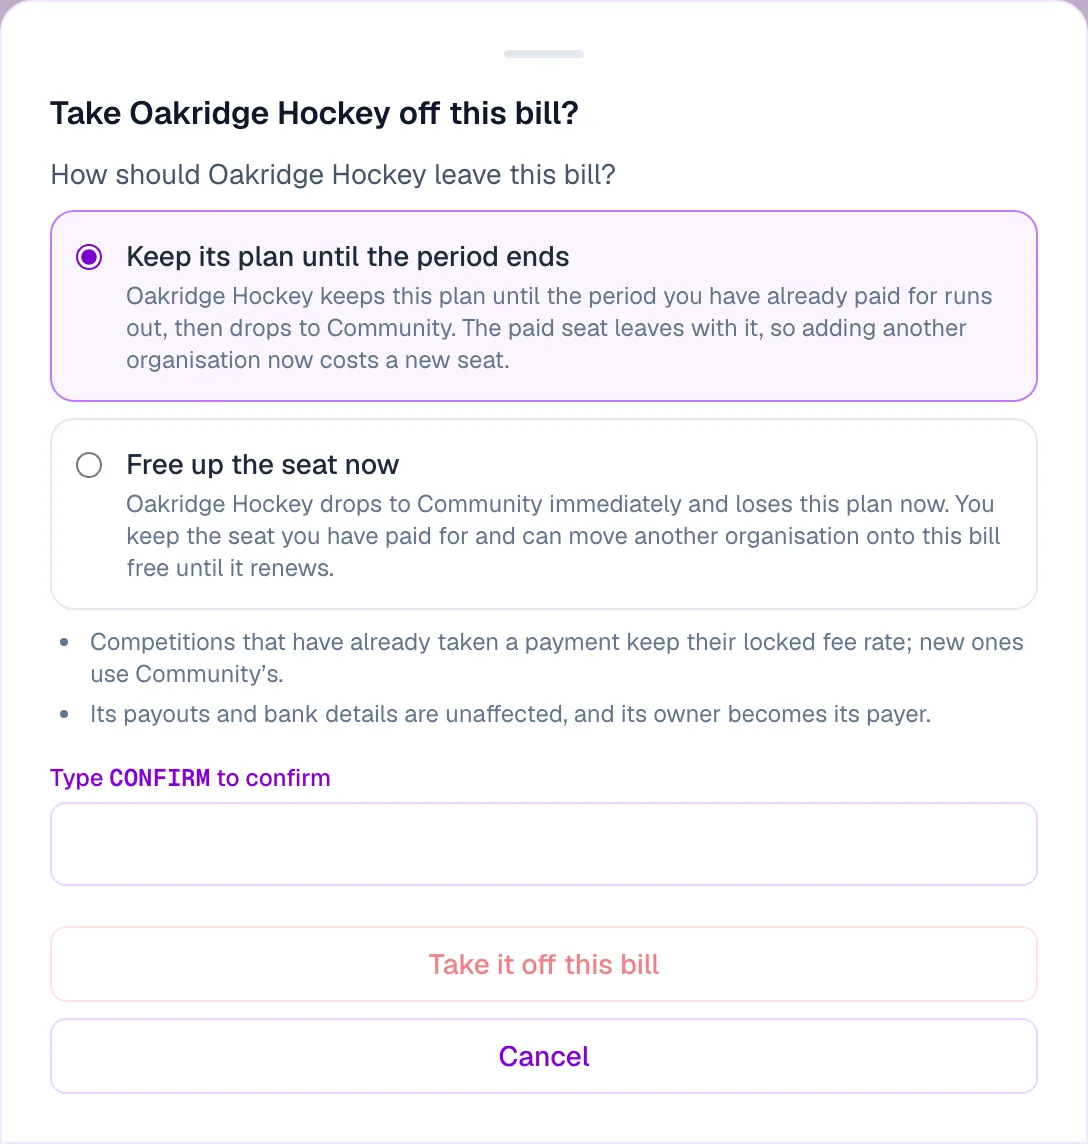 Take Oakridge Hockey off this bill?
How should Oakridge Hockey leave this bill?
Keep its plan until the period ends
Oakridge Hockey keeps this plan until the period you have already paid for runs
out, then drops to Community. The paid seat leaves with it, so adding another
organisation now costs a new seat.
Free up the seat now
Oakridge Hockey drops to Community immediately and loses this plan now. You
keep the seat you have paid for and can move another organisation onto this bill
free until it renews.
• Competitions that have already taken a payment keep their locked fee rate; new ones
use Community’s.
• Its payouts and bank details are unaffected, and its owner becomes its payer.
Type CONFIRM to confirm
Take it off this bill
Cancel